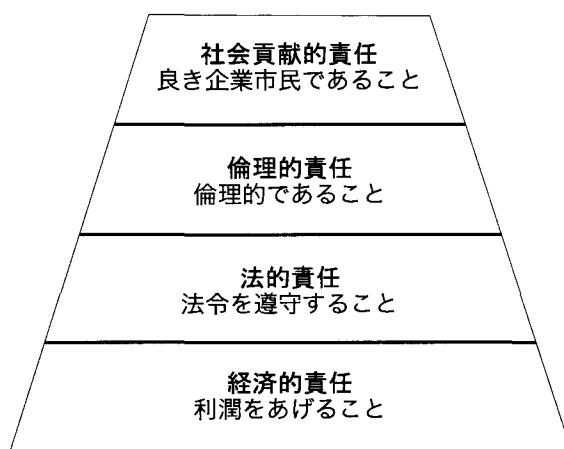 社会貢献的責任
良き企業市民であること
倫理的責任
倫理的であること
法的責任
法令を遵守すること
経済的責任
利潤をあげること